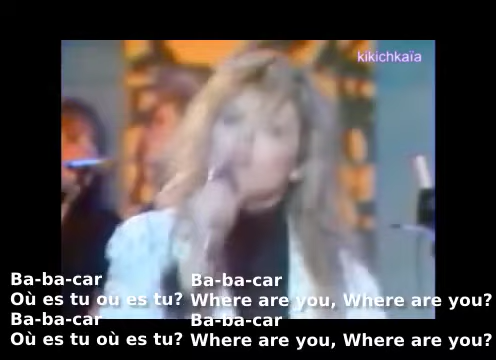 kikichkaïa
Ba-ba-car
Où es tu ou es tu?
Ba-ba-car
Où es tu où es tu?
Ba-ba-car
Where are you, Where are you?
Ba-ba-car
Where are you, Where are you?